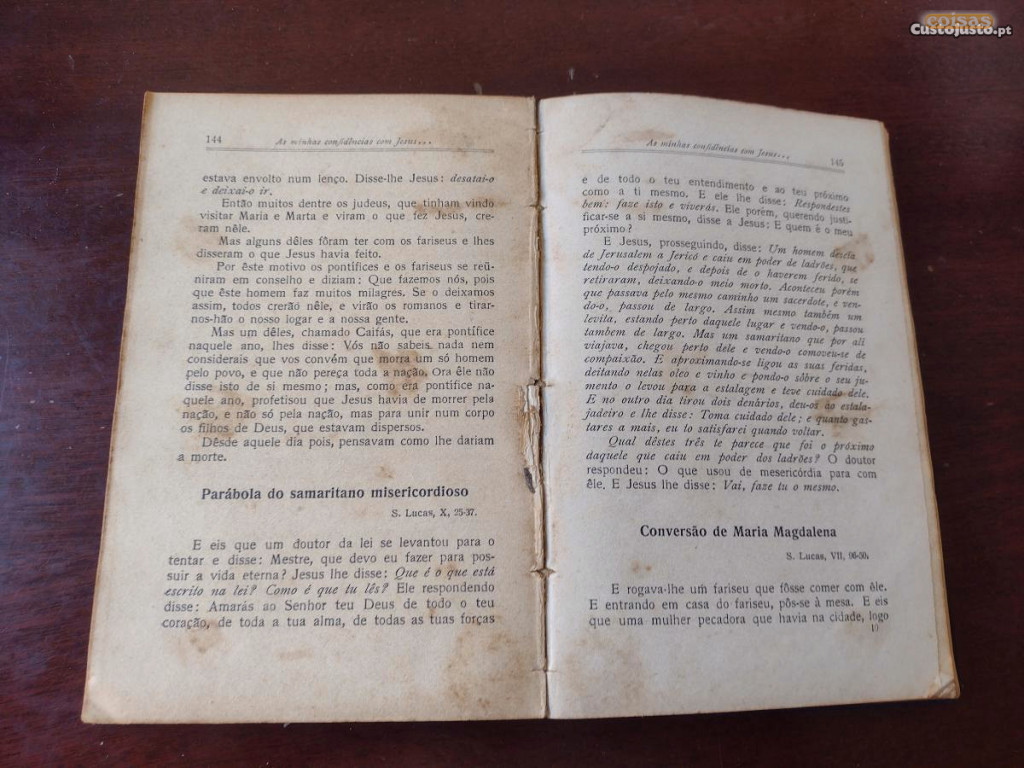 coisas
Custojusto.pt
144
As minhas confidências com Jesus...
estava envolto num lenço. Disse-lhe Jesus: desatai-o
e deixai-o ir.
Então muitos dentre os judeus, que tinham vindo
visitar Maria e Marta e viram o que fez Jesus, cre-
ram nêle.
Mas alguns dêles fôram ter com os fariseus e lhes
disseram o que Jesus havia feito.
Por êste motivo os pontífices e os fariseus se reü-
niram em conselho e diziam: Que fazemos nós, pois
que êste homem faz muitos milagres. Se o deixamos
assim, todos crerão nêle, e virão os romanos e tirar-
nos-hão o nosso logar e a nossa gente.
Mas um dêles, chamado Caifás, que era pontífice
naquele ano, lhes disse: Vós não sabeis nada nem
considerais que vos convém que morra um só homem
pelo povo, e que não pereça toda a nação. Ora êle não
disse isto de si mesmo; mas, como era pontífice na-
quele ano, profetisou que Jesus havia de morrer pela
nação, e não só pela nação, mas para unir num corpo
os filhos de Deus, que estavam dispersos.
Dêsde aquele dia pois, pensavam como lhe dariam
a morte.
Parábola do samaritano misericordioso
S. Lucas, X, 25-37.
E eis que um doutor da lei se levantou para o
tentar e disse: Mestre, que devo eu fazer para pos-
suir a vida eterna? Jesus lhe disse: Que é o que está
escrito na lei? Como é que tu lês? Ele respondendo
disse: Amarás ao Senhor teu Deus de todo o teu
coração, de toda a tua alma, de todas as tuas forças
As minhas confidências com Jesus...
145
e de todo o teu entendimento e ao teu próximo
como a ti mesmo. E ele lhe disse: Respondestes
bem: faze isto e viverás. Ele porém, querendo justi-
ficar-se a si mesmo, disse a Jesus: E quem é o meu
próximo?
E Jesus, prosseguindo, disse: Um homem descia
de Jerusalem a Jericó e caiu em poder de ladrões, que
tendo-o despojado, e depois de o haverem ferido, se
retiraram, deixando-o meio morto. Aconteceu porém
que passava pelo mesmo caminho um sacerdote, e ven-
do-o, passou de largo. Assim mesmo também um
levita, estando perto daquele lugar e vendo-o, passou
tambem de largo. Mas um samaritano que por ali
viajava, chegou perto dele e vendo-o comoveu-se de
compaixão. E aproximando-se ligou as suas feridas,
deitando nelas oleo e vinho e pondo-o sôbre o seu ju-
mento o levou para a estalagem e teve cuidado dele.
E no outro dia tirou dois denários, deu-os ao estala-
jadeiro e lhe disse: Toma cuidado dele; e quanto gas-
tares a mais, eu to satisfarei quando voltar.
Qual dêstes três te parece que foi o próximo
daquele que caiu em poder dos ladrões? O doutor
respondeu: O que usou de mesericórdia para com
êle. E Jesus lhe disse: Vai, faze tu o mesmo.
Conversão de Maria Magdalena
S. Lucas, VII, 96-50.
E rogava-lhe um fariseu que fôsse comer com êle.
E entrando em casa do fariseu, pôs-se à mesa. E eis
que uma mulher pecadora que havia na cidade, logo
10